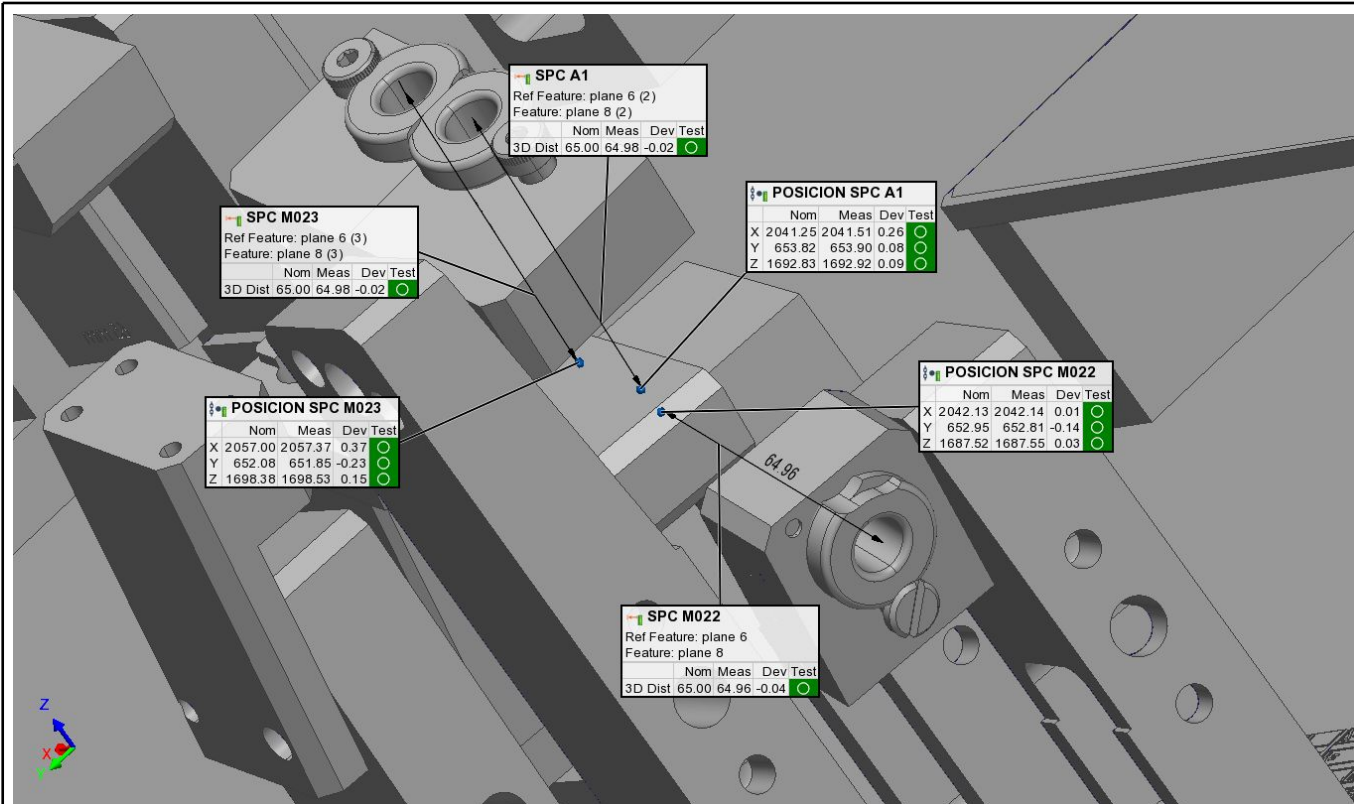 SPC A1
Ref Feature: plane 6 (2)
Feature: plane 8 (2)
Nom Meas Dev Test
3D Dist 65.00 64.98 -0.02
POSICION SPC A1
Nom Meas Dev Test
X 2041.25 2041.51 0.26
Y 653.82 653.90 0.08
Z 1692.83 1692.92 0.09
SPC M023
Ref Feature: plane 6 (3)
Feature: plane 8 (3)
Nom Meas Dev Test
3D Dist 65.00 64.98 -0.02
POSICION SPC M022
Nom Meas Dev Test
X 2042.13 2042.14 0.01
Y 652.95 652.81 -0.14
Z 1687.52 1687.55 0.03
POSICION SPC M023
Nom Meas Dev Test
X 2057.00 2057.37 0.37
Y 652.08 651.85 -0.23
Z 1698.38 1698.53 0.15
64.96
SPC M022
Ref Feature: plane 6
Feature: plane 8
Nom Meas Dev Test
3D Dist 65.00 64.96 -0.04
Z
X
Y